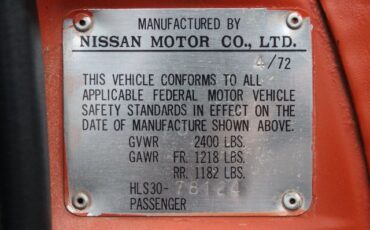 MANUFACTURED BY
NISSAN MOTOR CO., LTD.
4/72
THIS VEHICLE CONFORMS TO ALL
APPLICABLE FEDERAL MOTOR VEHICLE
SAFETY STANDARDS IN EFFECT ON THE
DATE OF MANUFACTURE SHOWN ABOVE.
GVWR 2400 LBS.
GAWR FR. 1218 LBS.
RR. 1182 LBS.
HLS30-76124
PASSENGER